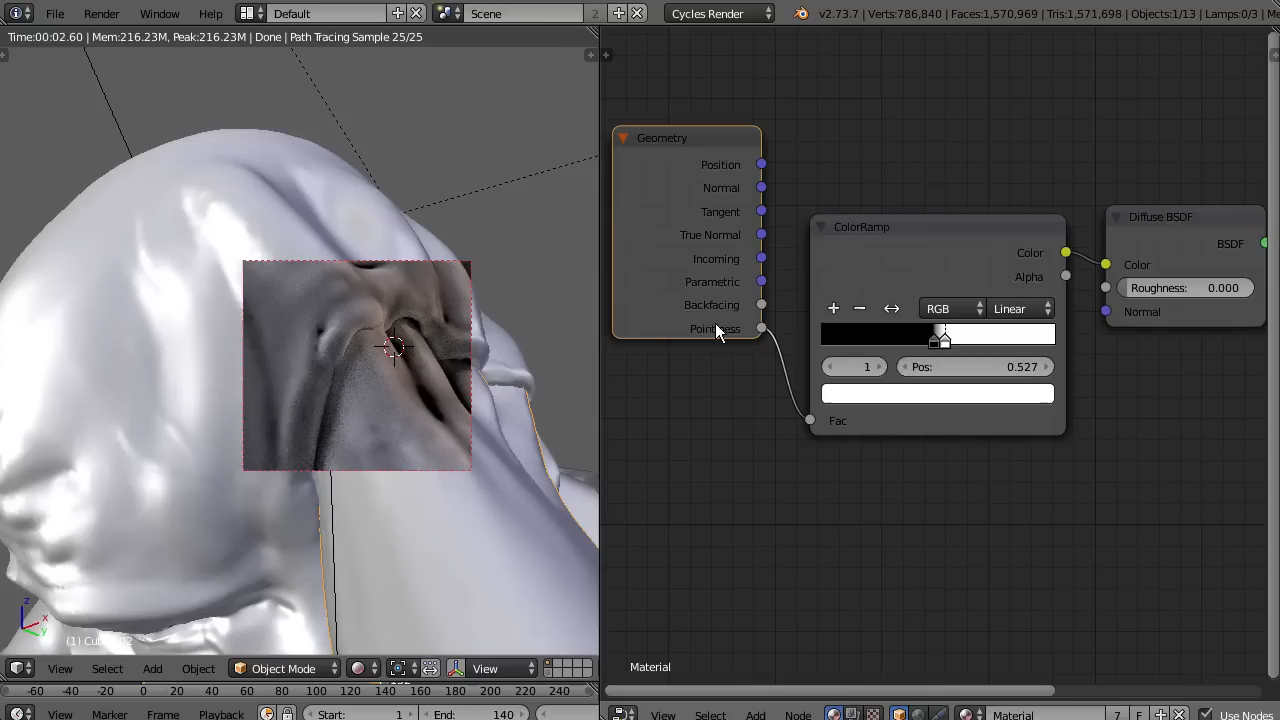 File Render Window Help Default Scene 2 Cycles Render v2.73.7 | Verts:786,840 | Faces:1,570,969 | Tris:1,571,698 | Objects:1/13 | Lamps:0/3 |
Time:00:02.60 | Mem:216.23M, Peak:216.23M | Done | Path Tracing Sample 25/25
Geometry
Position
Normal
Tangent
True Normal
Incoming
Parametric
Backfacing
Pointiness
ColorRamp
Color
Alpha
RGB Linear
1 Pos: 0.527
Fac
Diffuse BSDF
BSDF
Color
Roughness: 0.000
Normal
z
x
y
Material
View Select Add Object Object Mode View
-60 -40 -20 0 20 40 60 80 100 120 140 160 180 200 220 240
View Marker Frame Playback Start: 1 End: 140
View Select Add Node Material 7 F Use Nodes